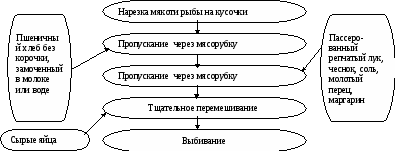 Нарезка мякоти рыбы на кусочки
Пшеничны
й хлеб без
корочки,
замоченный
в молоке
или воде
Пропускание через мясорубку
Пропускание через мясорубку
Тщательное перемешивание
Выбивание
Сырые яйца
Пассеро-
ванный
репчатый лук,
чеснок, соль,
молотый
перец,
маргарин